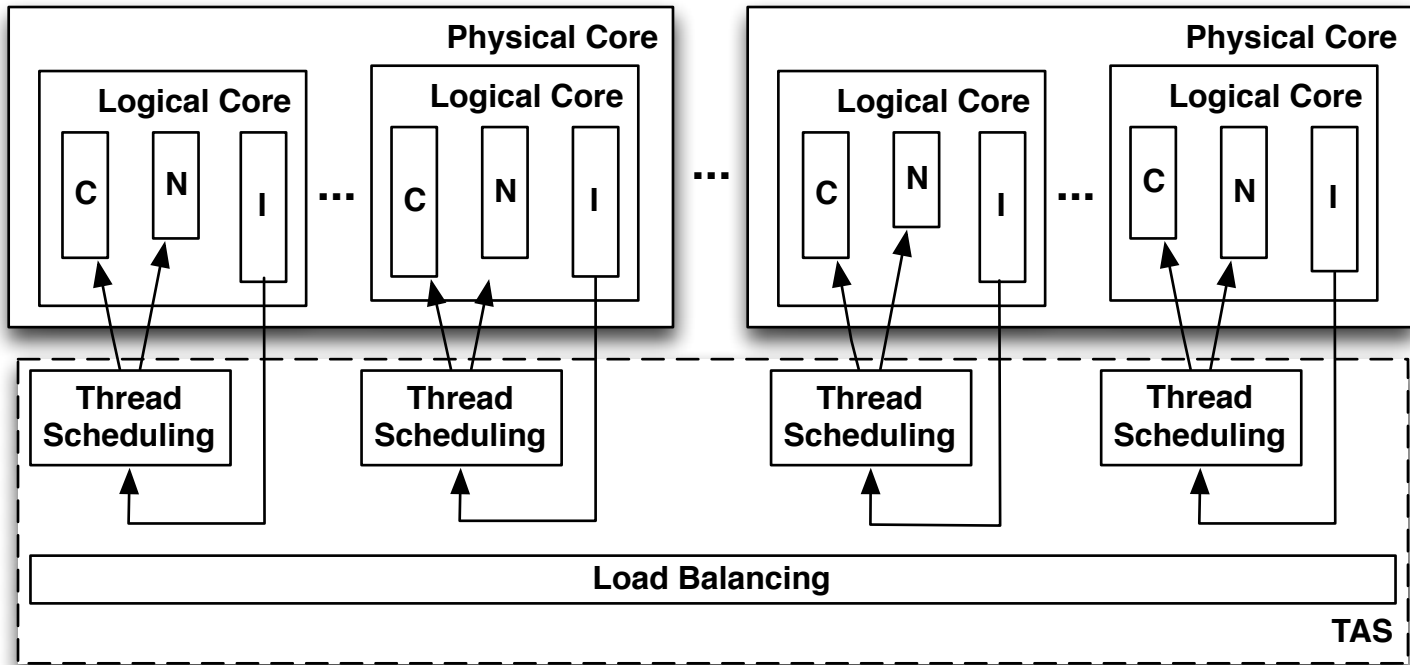 Physical Core
Logical Core
C
N
I
...
Logical Core
C
N
I
...
Physical Core
Logical Core
C
N
I
...
Logical Core
C
N
I
Thread
Scheduling
Thread
Scheduling
Thread
Scheduling
Thread
Scheduling
Load Balancing
TAS